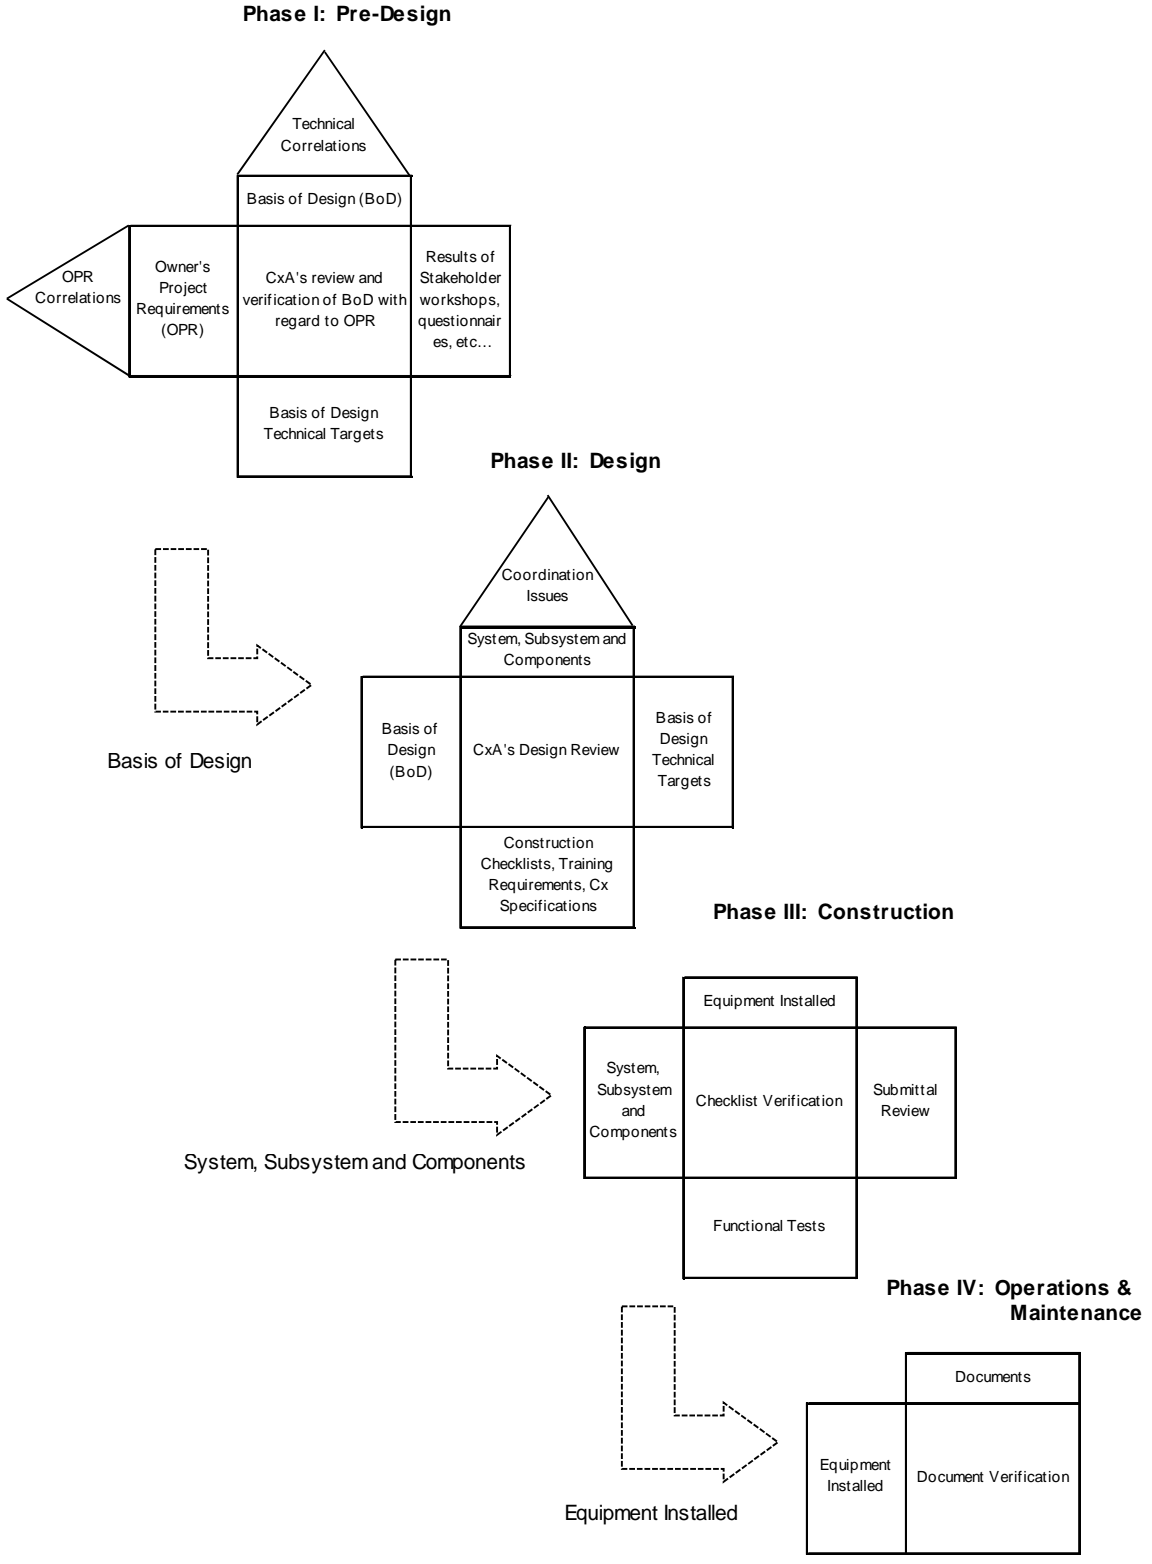 Phase I: Pre-Design
Technical
Correlations
Basis of Design (BoD)
OPR
Correlations
Owner's
Project
Requirements
(OPR)
CxA's review and
verification of BoD with
regard to OPR
Results of
Stakeholder
workshops,
questionnair
es, etc...
Basis of Design
Technical Targets
Phase II: Design
Coordination
Issues
System, Subsystem and
Components
Basis of Design
Basis of
Design
(BoD)
CxA's Design Review
Basis of
Design
Technical
Targets
Construction
Checklists, Training
Requirements, Cx
Specifications
Phase III: Construction
Equipment Installed
System, Subsystem and Components
System,
Subsystem
and
Components
Checklist Verification
Submittal
Review
Functional Tests
Phase IV: Operations &
Maintenance
Documents
Equipment Installed
Equipment
Installed
Document Verification